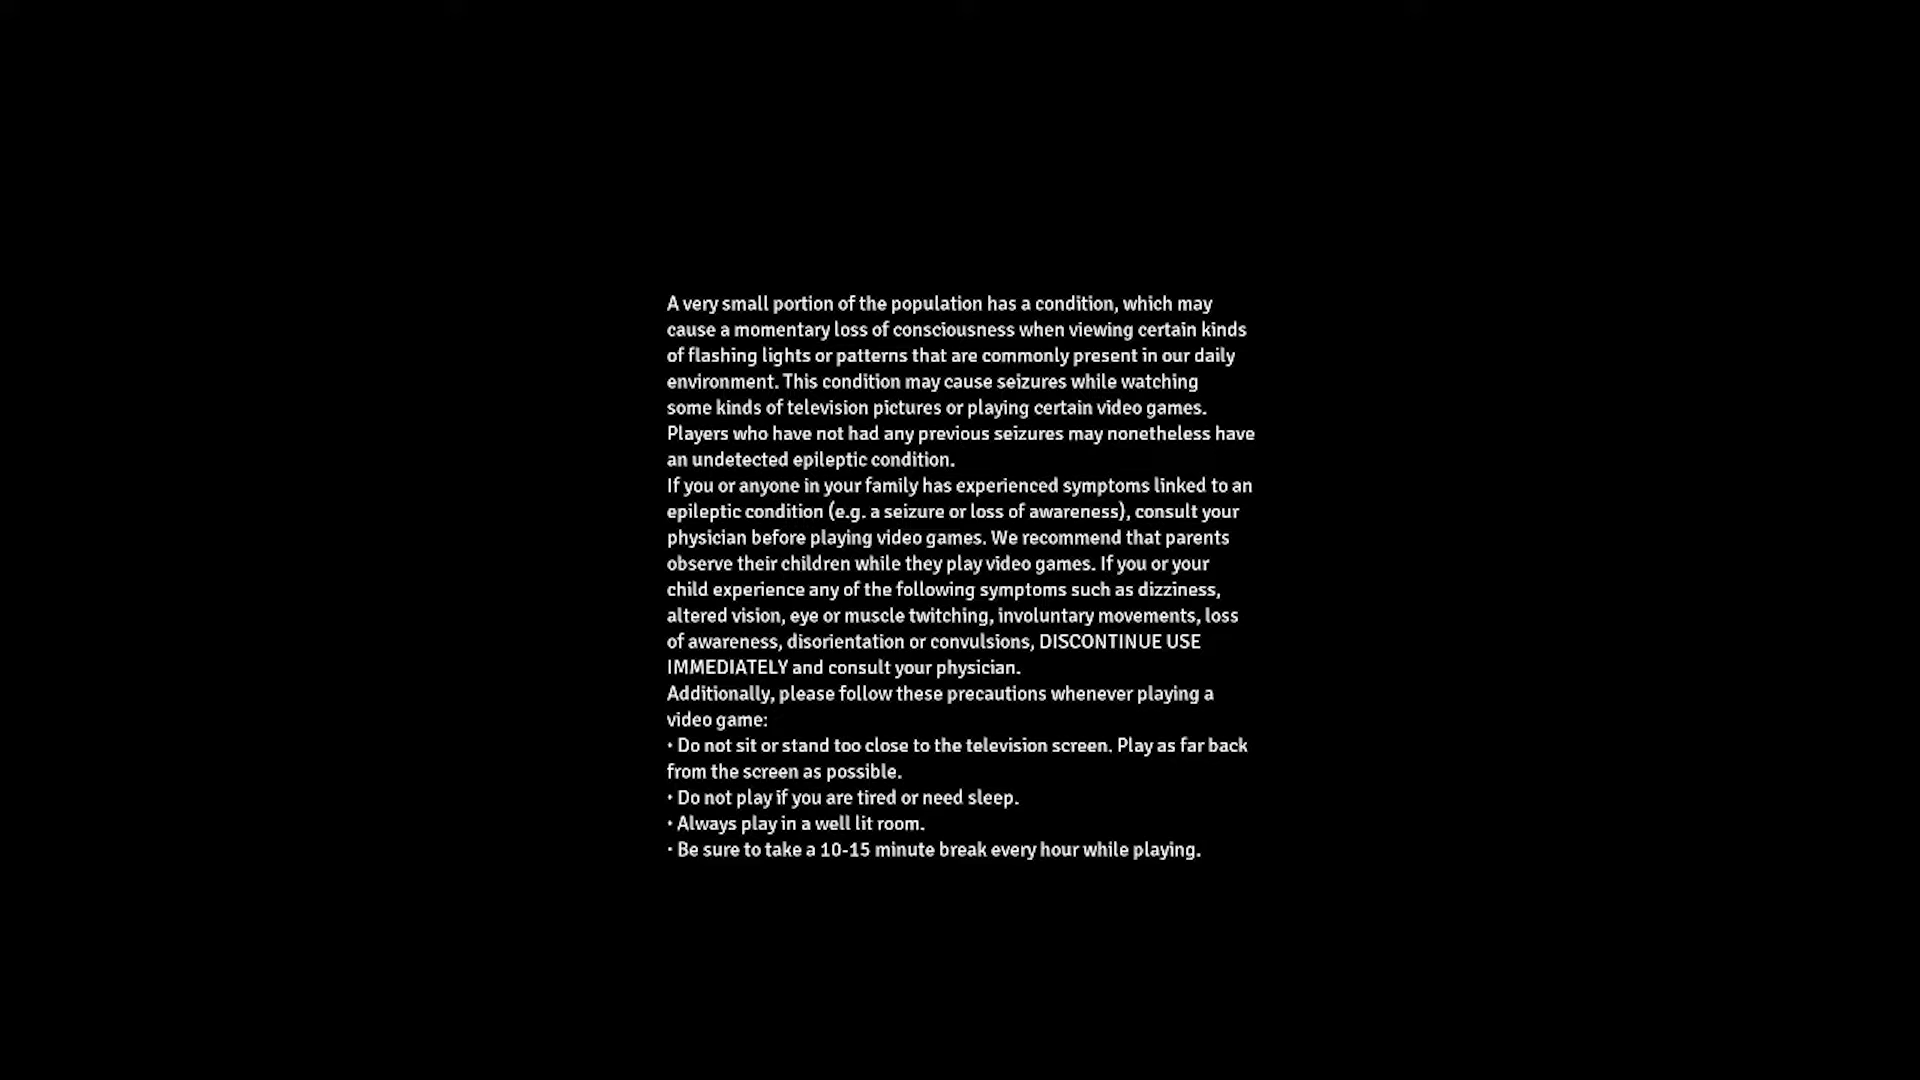 A very small portion of the population has a condition, which may
cause a momentary loss of consciousness when viewing certain kinds
of flashing lights or patterns that are commonly present in our daily
environment. This condition may cause seizures while watching
some kinds of television pictures or playing certain video games.
Players who have not had any previous seizures may nonetheless have
an undetected epileptic condition.
If you or anyone in your family has experienced symptoms linked to an
epileptic condition (e.g. a seizure or loss of awareness), consult your
physician before playing video games. We recommend that parents
observe their children while they play video games. If you or your
child experience any of the following symptoms such as dizziness,
altered vision, eye or muscle twitching, involuntary movements, loss
of awareness, disorientation or convulsions, DISCONTINUE USE
IMMEDIATELY and consult your physician.
Additionally, please follow these precautions whenever playing a
video game:
• Do not sit or stand too close to the television screen. Play as far back
from the screen as possible.
• Do not play if you are tired or need sleep.
• Always play in a well lit room.
• Be sure to take a 10-15 minute break every hour while playing.